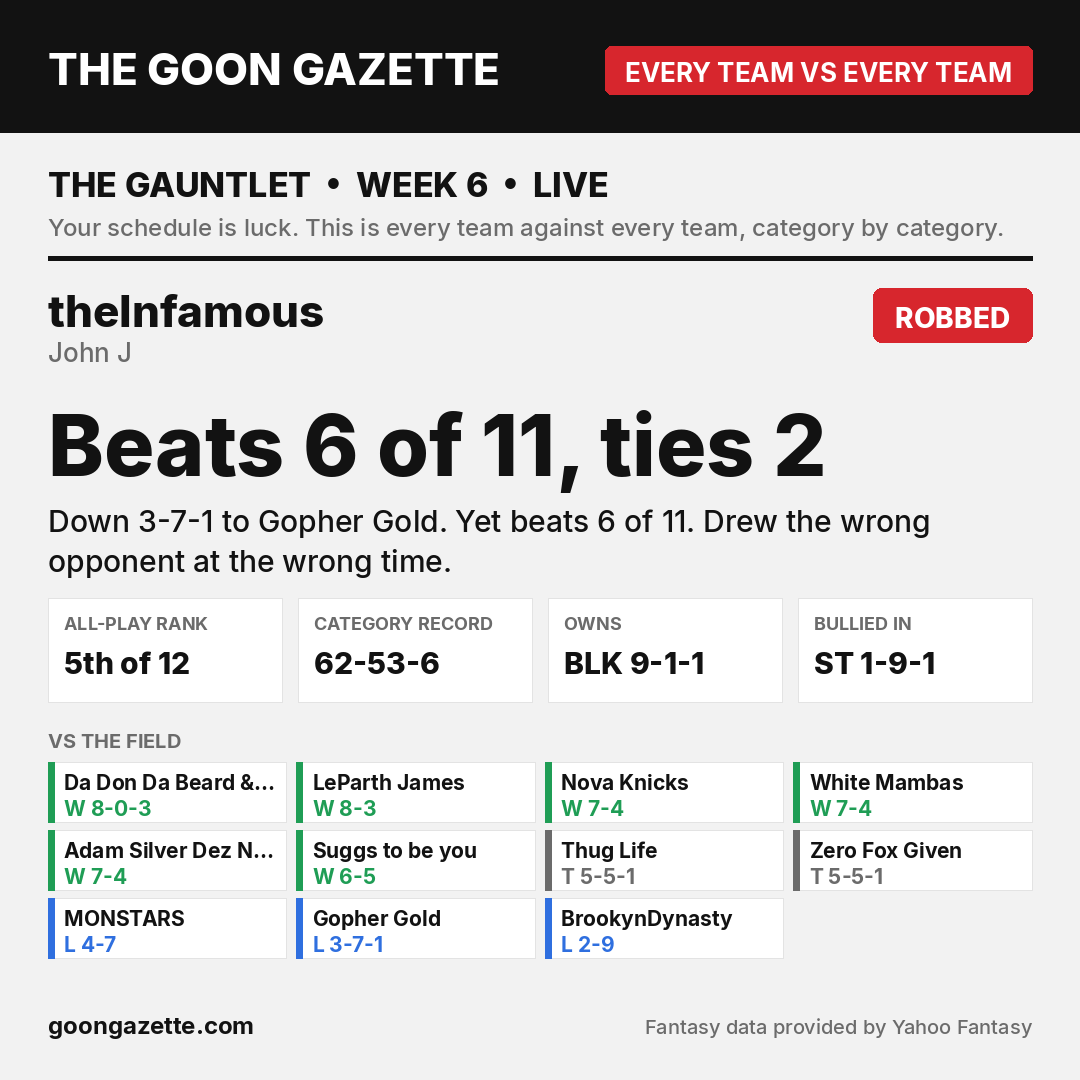 THE GOON GAZETTE
EVERY TEAM VS EVERY TEAM
THE GAUNTLET • WEEK 6 • LIVE
Your schedule is luck. This is every team against every team, category by category.
theInfamous
ROBBED
John J
Beats 6 of 11, ties 2
Down 3-7-1 to Gopher Gold. Yet beats 6 of 11. Drew the wrong
opponent at the wrong time.
ALL-PLAY RANK
5th of 12
CATEGORY RECORD
62-53-6
OWNS
BLK 9-1-1
BULLIED IN
ST 1-9-1
VS THE FIELD
Da Don Da Beard &...
W 8-0-3
LeParth James
W 8-3
Nova Knicks
W 7-4
White Mambas
W 7-4
Adam Silver Dez N...
W 7-4
Suggs to be you
W 6-5
Thug Life
T 5-5-1
Zero Fox Given
T 5-5-1
MONSTARS
L 4-7
Gopher Gold
L 3-7-1
BrookynDynasty
L 2-9
goongazette.com
Fantasy data provided by Yahoo Fantasy